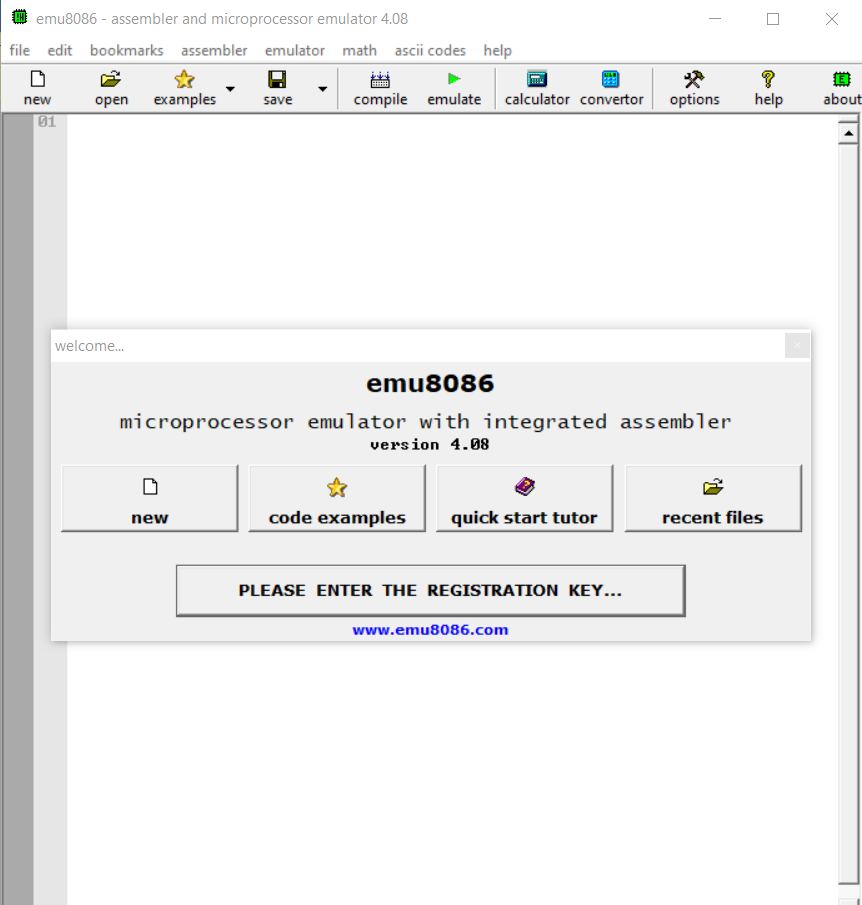 emu8086 - assembler and microprocessor emulator 4.08
file edit bookmarks assembler emulator math ascii codes help
new open examples save compile emulate calculator convertor options help about
01
welcome...
emu8086
microprocessor emulator with integrated assembler
version 4.08
new code examples quick start tutor recent files
PLEASE ENTER THE REGISTRATION KEY...
www.emu8086.com